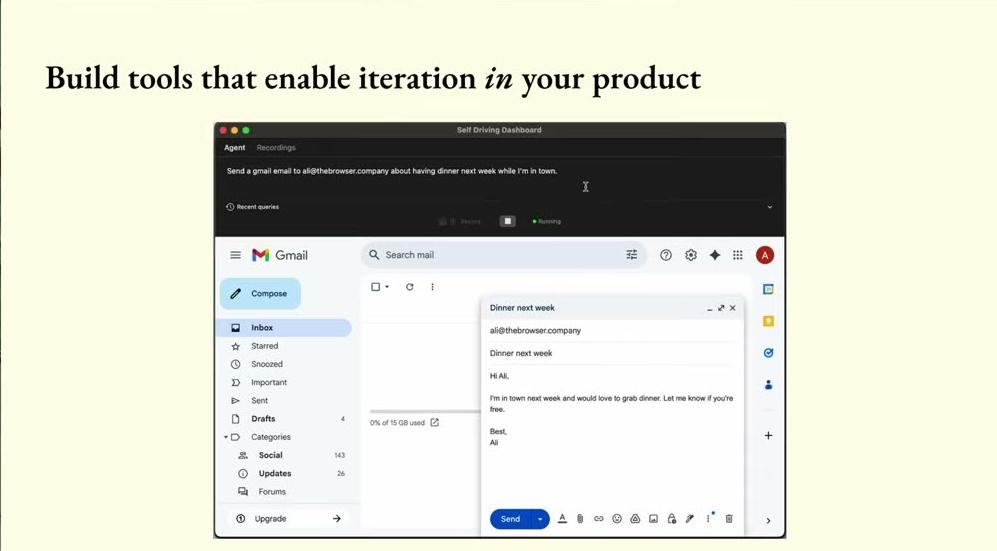 Build tools that enable iteration in your product
Self Driving Dashboard
Agent Recordings
Send a gmail email to ali@thebrowser.company about having dinner next week while I'm in town.
Recent queries
Record
Running
Gmail
Search mail
A
Compose
Inbox
Starred
Snoozed
Important
Sent
Drafts 4
Categories
Social 143
Updates 26
Forums
Upgrade
0% of 15 GB used
Dinner next week
ali@thebrowser.company
Dinner next week
Hi Ali,
I'm in town next week and would love to grab dinner. Let me know if you're
free.
Best,
Ali
Send